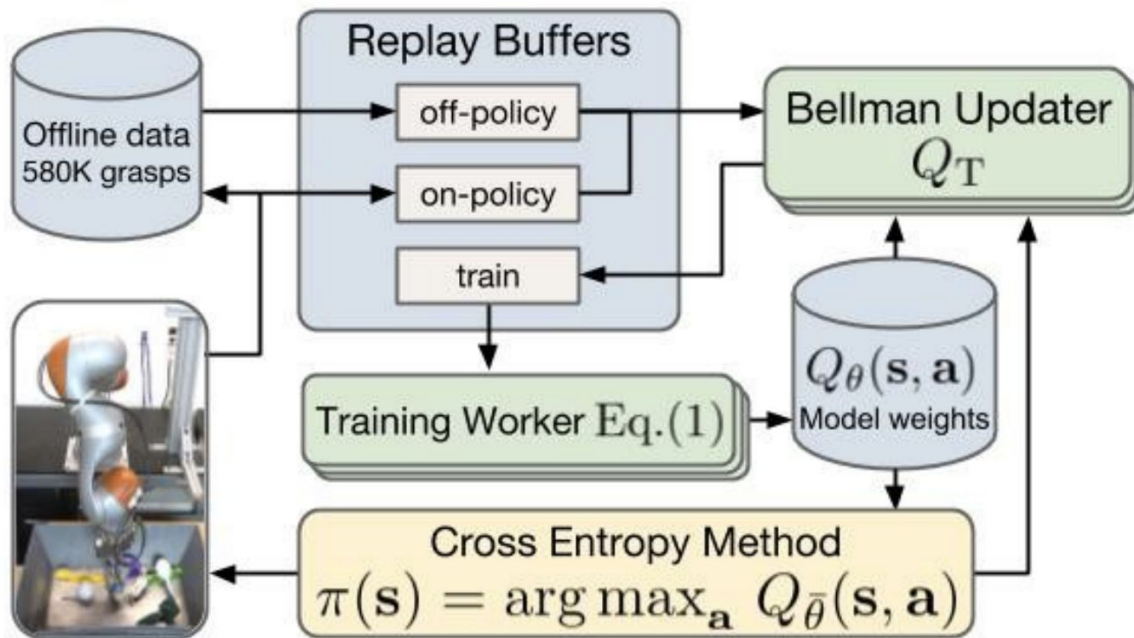 Replay Buffers
Offline data
580K grasps
off-policy
on-policy
train
Bellman Updater
Q_T
Training Worker Eq.(1)
Q_θ(s, a)
Model weights
Cross Entropy Method
π(s) = arg max_a Q_θ̄(s, a)